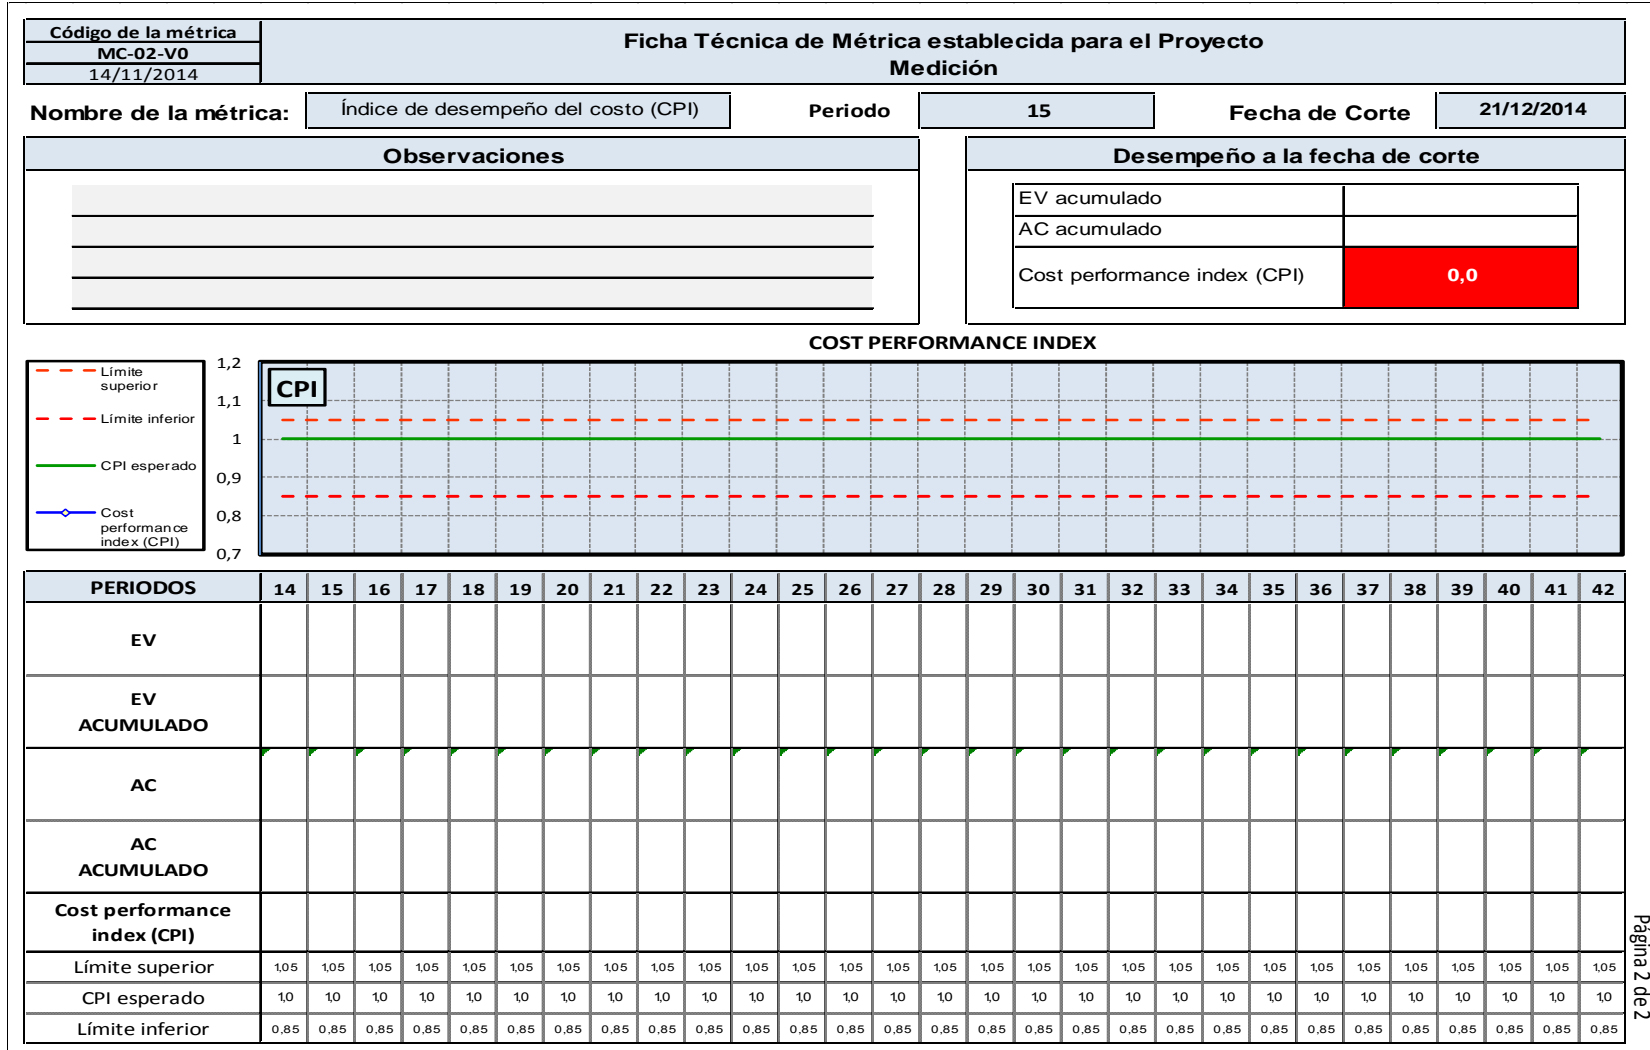 Código de la métrica
MC-02-V0
14/11/2014
Ficha Técnica de Métrica establecida para el Proyecto
Medición
Nombre de la métrica: Índice de desempeño del costo (CPI) Periodo 15 Fecha de Corte 21/12/2014
Observaciones
Desempeño a la fecha de corte
EV acumulado
AC acumulado
Cost performance index (CPI) 0,0
COST PERFORMANCE INDEX
Límite
superior
Límite inferior
CPI esperado
Cost
performance
index (CPI)
1,2
1,1
1
0,9
0,8
0,7
CPI
PERIODOS 14 15 16 17 18 19 20 21 22 23 24 25 26 27 28 29 30 31 32 33 34 35 36 37 38 39 40 41 42
EV
EV
ACUMULADO
AC
AC
ACUMULADO
Cost performance
index (CPI)
Límite superior 1,05 1,05 1,05 1,05 1,05 1,05 1,05 1,05 1,05 1,05 1,05 1,05 1,05 1,05 1,05 1,05 1,05 1,05 1,05 1,05 1,05 1,05 1,05 1,05 1,05 1,05 1,05 1,05 1,05
CPI esperado 1,0 1,0 1,0 1,0 1,0 1,0 1,0 1,0 1,0 1,0 1,0 1,0 1,0 1,0 1,0 1,0 1,0 1,0 1,0 1,0 1,0 1,0 1,0 1,0 1,0 1,0 1,0 1,0 1,0
Límite inferior 0,85 0,85 0,85 0,85 0,85 0,85 0,85 0,85 0,85 0,85 0,85 0,85 0,85 0,85 0,85 0,85 0,85 0,85 0,85 0,85 0,85 0,85 0,85 0,85 0,85 0,85 0,85 0,85 0,85
Página 2 de 2